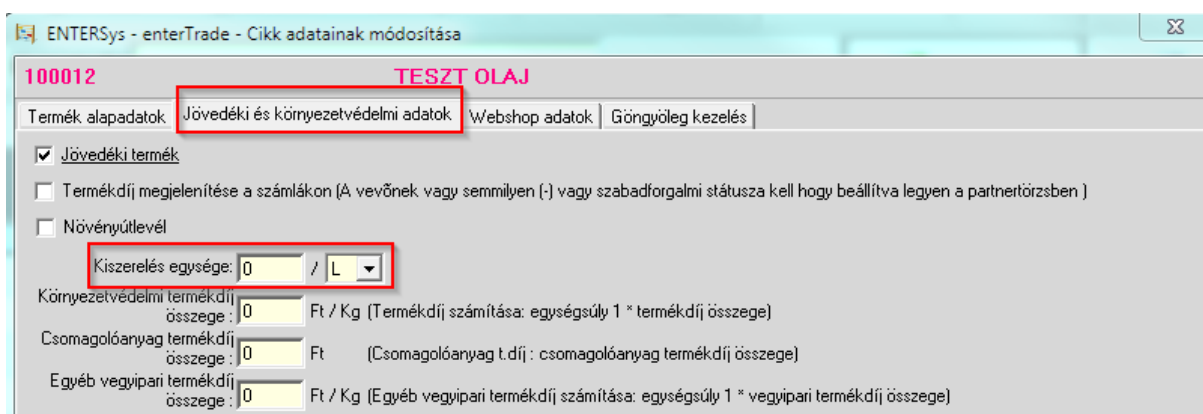 ENTERSys - enterTrade - Cikk adatainak módosítása
100012 TESZT OLAJ
Termék alapadatok Jövedéki és környezetvédelmi adatok Webshop adatok Göngyöleg kezelés
Jövedéki termék
Termékdíj megjelenítése a számlákon (A vevőnek vagy semmilyen (-) vagy szabadforgalmi státusza kell hogy beállítva legyen a partnertörzsben )
Növényútlevél
Kiszerelés egysége: 0 / L
Környezetvédelmi termékdíj
összege : 0 Ft / Kg (Termékdíj számítása: egységsúly 1 * termékdíj összege)
Csomagolóanyag termékdíj
összege : 0 Ft (Csomagolóanyag t.díj : csomagolóanyag termékdíj összege)
Egyéb vegyipari termékdíj
összege : 0 Ft / Kg (Egyéb vegyipari termékdíj számítása: egységsúly 1 * vegyipari termékdíj összege)